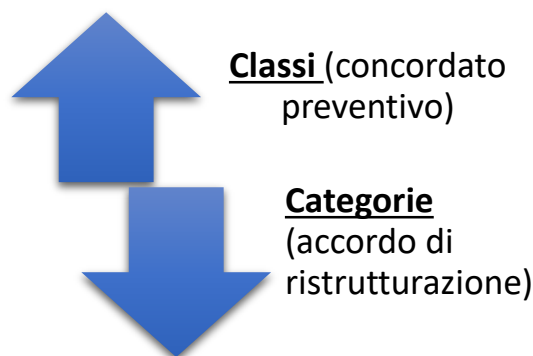 Classi (concordato
preventivo)
Categorie
(accordo di
ristrutturazione)